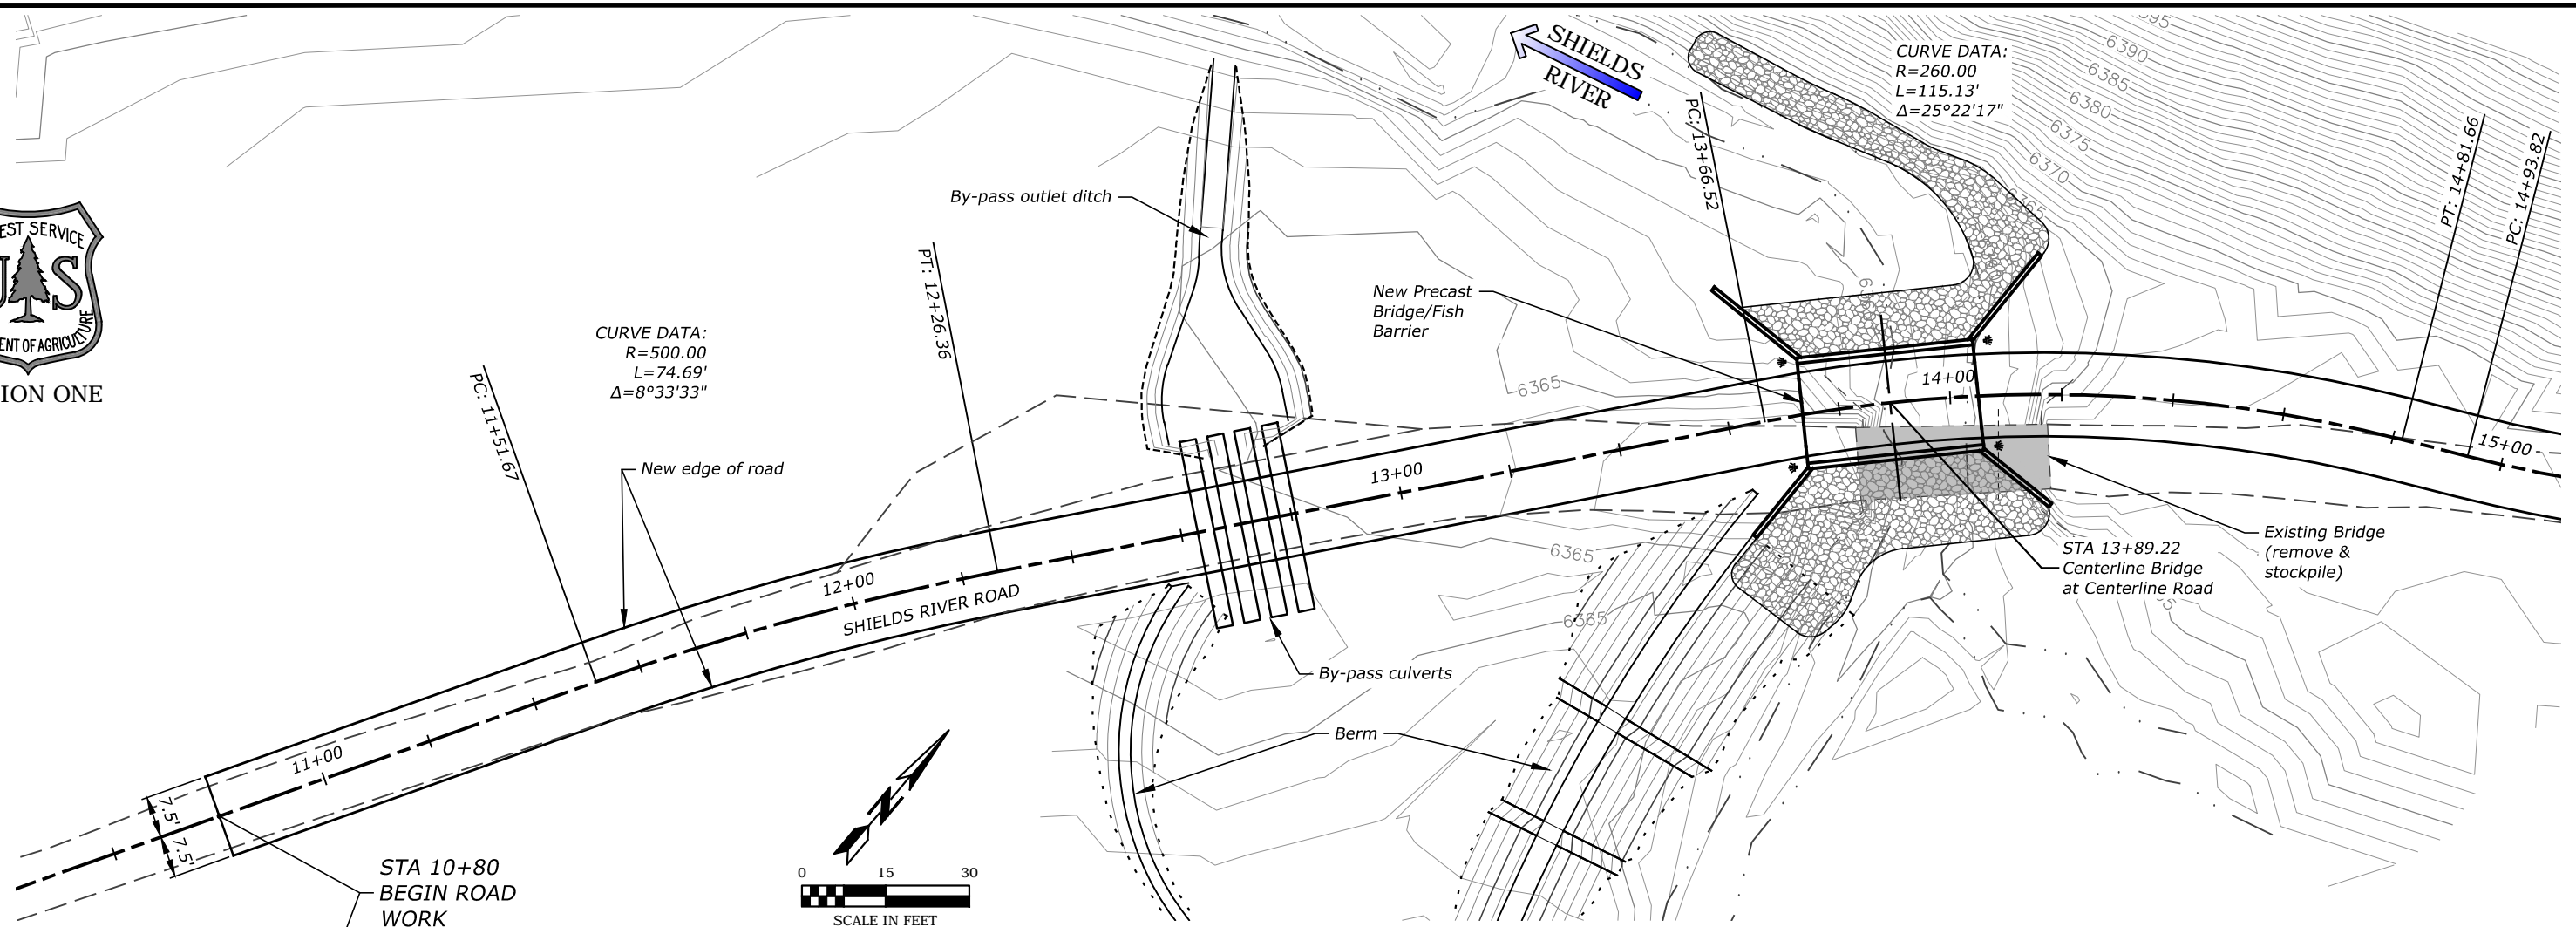 EST SERVICE
US
ENT OF AGRICULTURE
ION ONE
CURVE DATA:
R=500.00
L=74.69'
Δ=8°33'33"
PC: 11+51.67
PT: 12+26.36
By-pass outlet ditch
New edge of road
11+00
12+00
SHIELDS RIVER ROAD
13+00
14+00
15+00
7.5'
7.5'
STA 10+80
BEGIN ROAD
WORK
0 15 30
SCALE IN FEET
By-pass culverts
Berm
New Precast
Bridge/Fish
Barrier
SHIELDS
RIVER
PC: 13+66.52
CURVE DATA:
R=260.00
L=115.13'
Δ=25°22'17"
PT: 14+81.66
PC: 14+93.82
Existing Bridge
(remove &
stockpile)
STA 13+89.22
Centerline Bridge
at Centerline Road
6390
6385
6380
6375
6370
6365
6365
6365